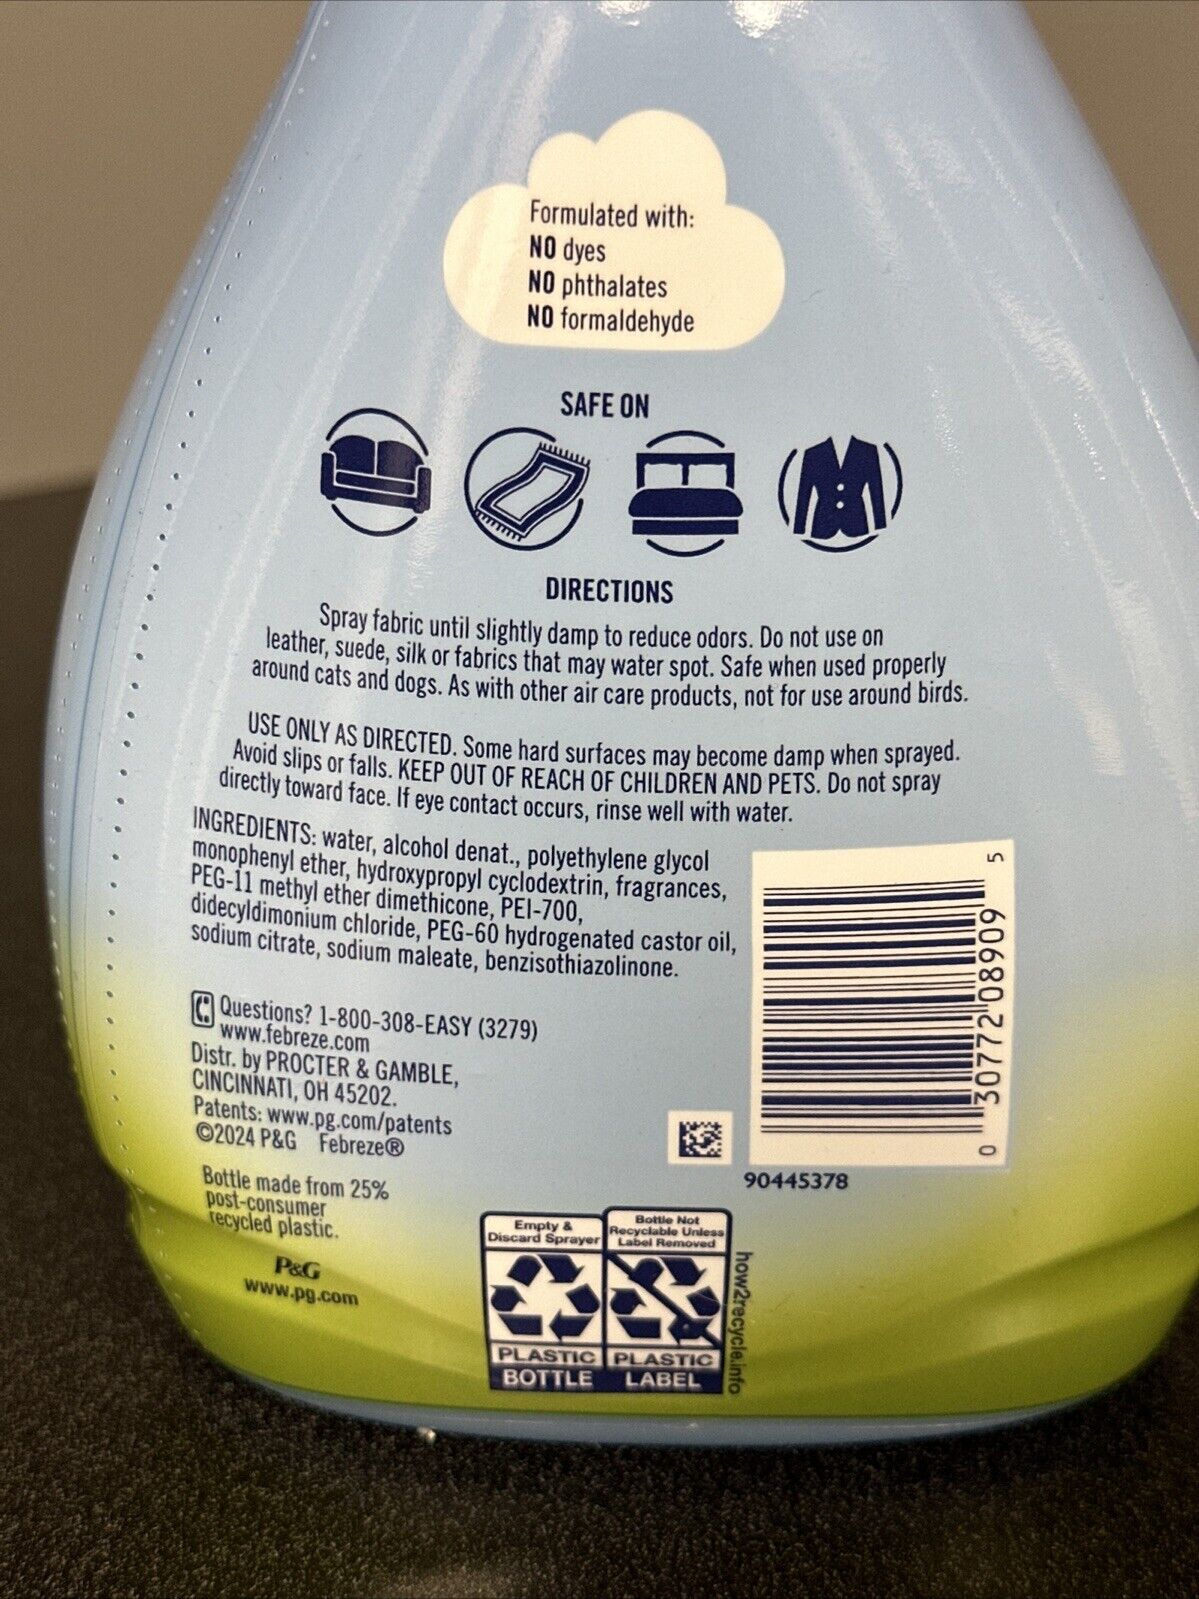 Formulated with:
NO dyes
NO phthalates
NO formaldehyde
SAFE ON
DIRECTIONS
Spray fabric until slightly damp to reduce odors. Do not use on
leather, suede, silk or fabrics that may water spot. Safe when used properly
around cats and dogs. As with other air care products, not for use around birds.
USE ONLY AS DIRECTED. Some hard surfaces may become damp when sprayed.
Avoid slips or falls. KEEP OUT OF REACH OF CHILDREN AND PETS. Do not spray
directly toward face. If eye contact occurs, rinse well with water.
INGREDIENTS: water, alcohol denat., polyethylene glycol
monophenyl ether, hydroxypropyl cyclodextrin, fragrances,
PEG-11 methyl ether dimethicone, PEI-700,
didecyldimonium chloride, PEG-60 hydrogenated castor oil,
sodium citrate, sodium maleate, benzisothiazolinone.
Questions? 1-800-308-EASY (3279)
www.febreze.com
Distr. by PROCTER & GAMBLE,
CINCINNATI, OH 45202.
Patents: www.pg.com/patents
©2024 P&G Febreze®
Bottle made from 25%
post-consumer
recycled plastic.
P&G
www.pg.com
0 30772 08909 5
90445378
Empty &
Discard Sprayer
PLASTIC
BOTTLE
Bottle Not
Recyclable Unless
Label Removed
PLASTIC
LABEL
how2recycle.info